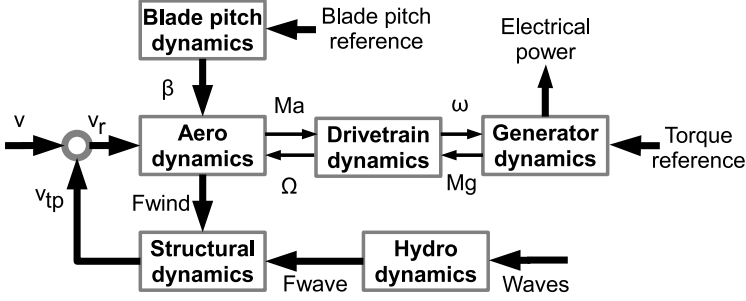 Blade pitch
dynamics
Blade pitch
reference
Electrical
power
β
v
vr
Aero
dynamics
Ma
Ω
Drivetrain
dynamics
ω
Mg
Generator
dynamics
Torque
reference
vtp
Fwind
Structural
dynamics
Fwave
Hydro
dynamics
Waves